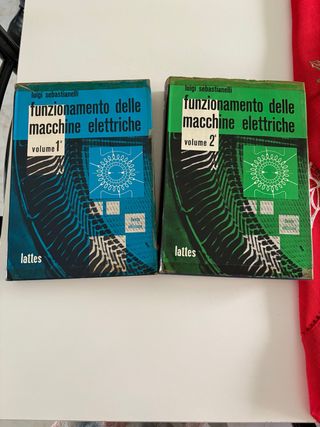 luigi sebastianelli
funzionamento delle
macchine elettriche
volume 1°
lattes
luigi sebastianelli
funzionamento delle
macchine elettriche
volume 2°
lattes